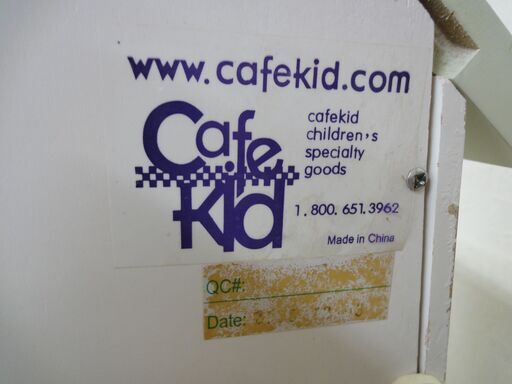 www.cafekid.com
Cafe
Kid
cafekid
children's
specialty
goods
1.800.651.3962
Made in China
QC#:
Date: